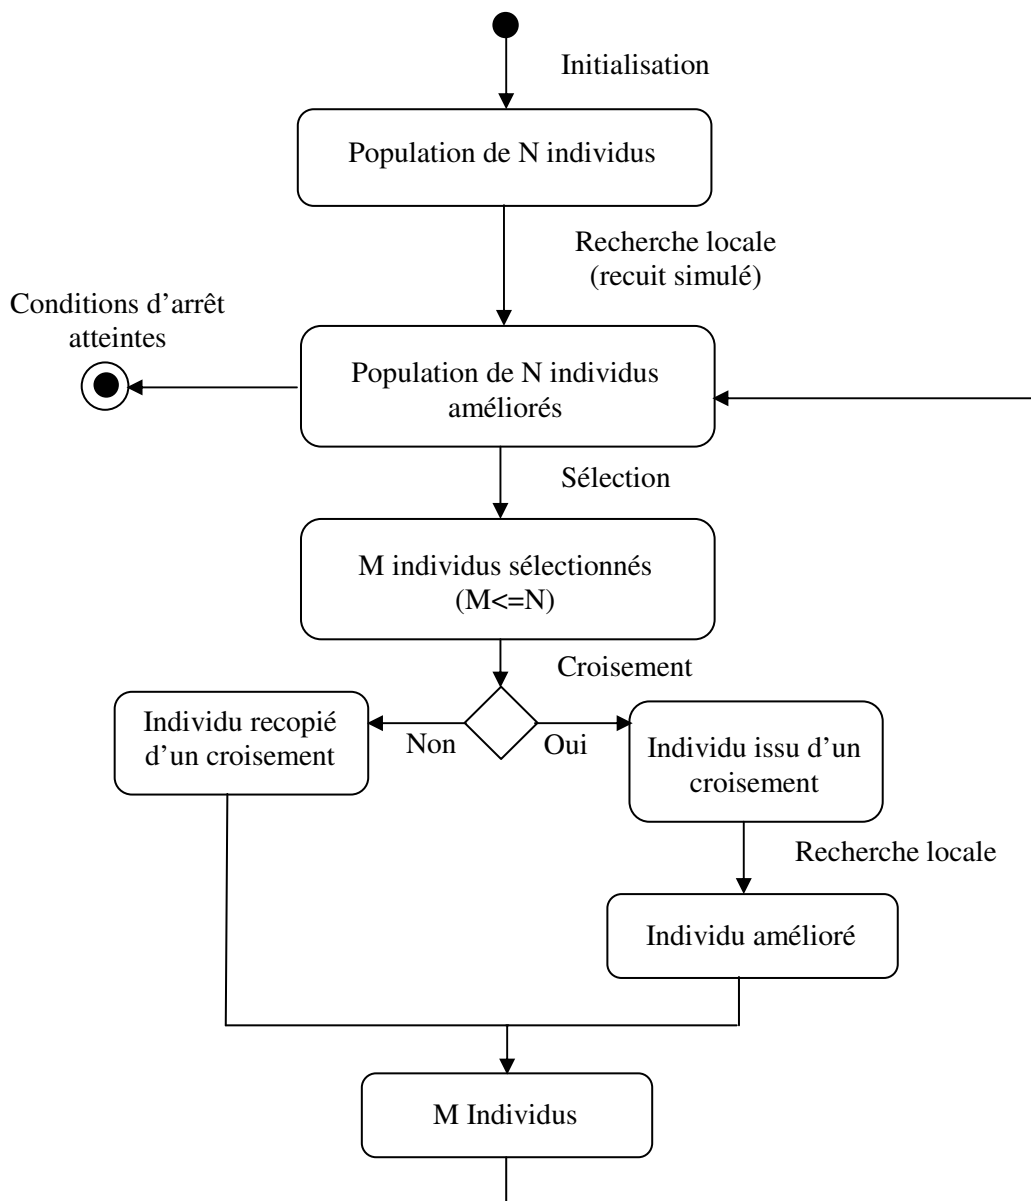 Initialisation
Population de N individus
Recherche locale
(recuit simulé)
Conditions d'arrêt
atteintes
Population de N individus
améliorés
Sélection
M individus sélectionnés
(M<=N)
Croisement
Individu recopié
d'un croisement
Non
Oui
Individu issu d'un
croisement
Recherche locale
Individu amélioré
M Individus